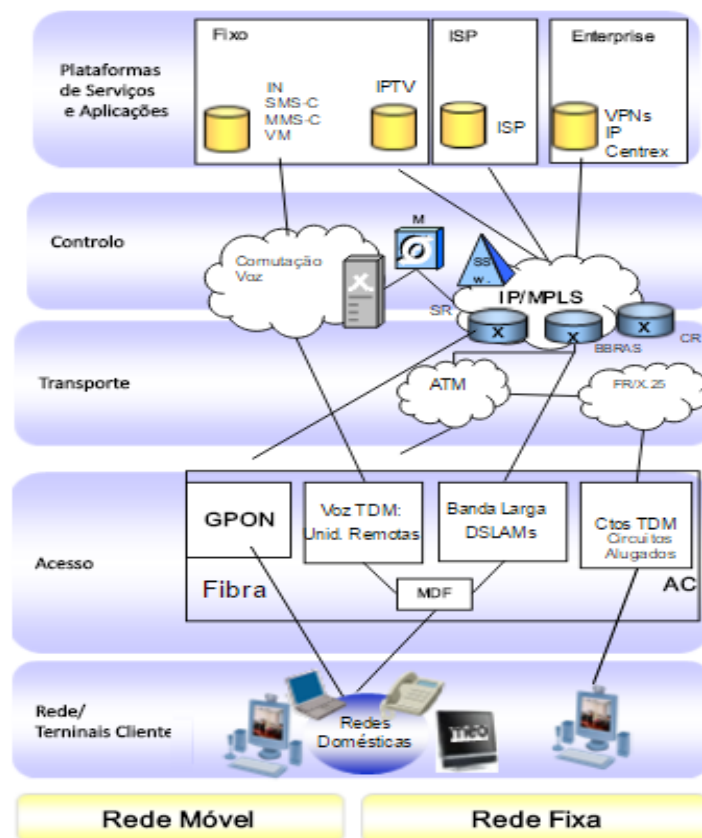 Plataformas
de Serviços
e Aplicações
Fixo
IN
SMS-C
MMS-C
VM
IPTV
ISP
ISP
Enterprise
VPNs
IP
Centrex
Controlo
Comutação
Voz
M
SS
w .
IP/MPLS
SR
BBRAS
CR
Transporte
ATM
FR/X.25
Acesso
GPON
Fibra
Voz TDM:
Unid. Remotas
Banda Larga
DSLAMs
MDF
Ctos TDM
Circuitos
Alugados
AC
Rede/
Terninais Cliente
Redes
Domésticas
meo
Rede Móvel
Rede Fixa